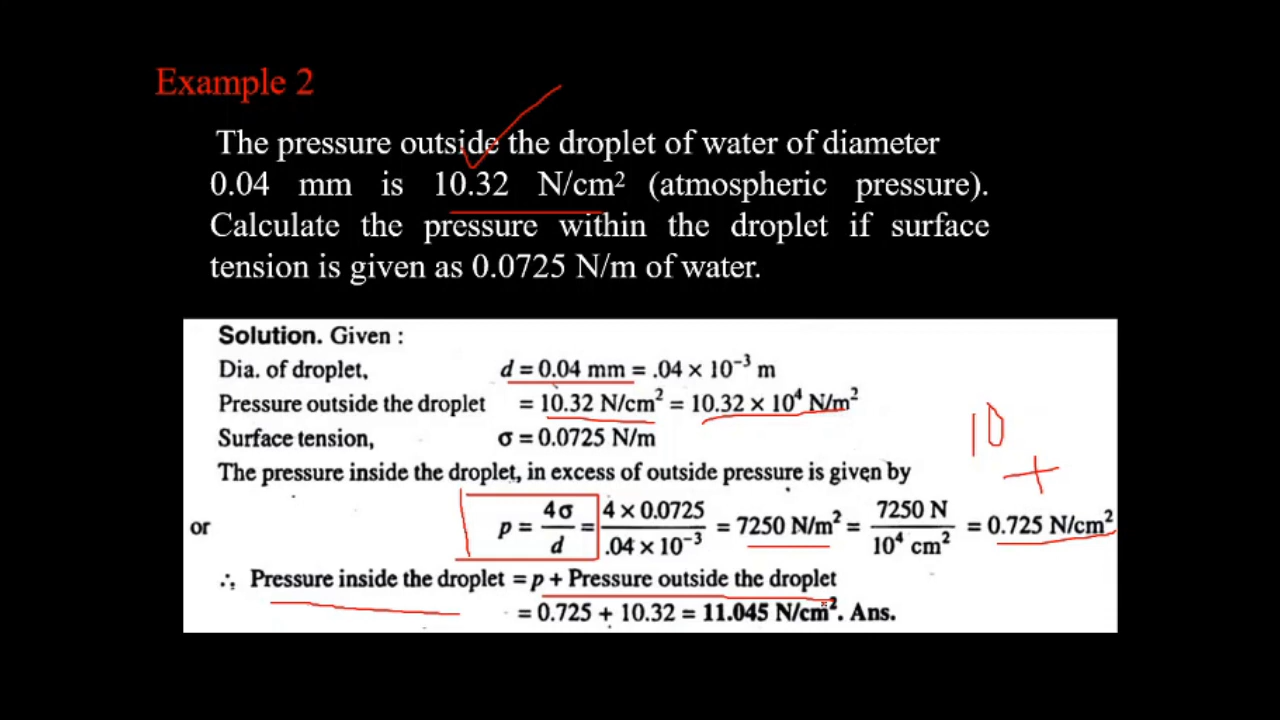 Example 2
The pressure outside the droplet of water of diameter
0.04 mm is 10.32 N/cm² (atmospheric pressure).
Calculate the pressure within the droplet if surface
tension is given as 0.0725 N/m of water.
Solution. Given :
Dia. of droplet, d = 0.04 mm = .04 × 10⁻³ m
Pressure outside the droplet = 10.32 N/cm² = 10.32 × 10⁴ N/m²
Surface tension, σ = 0.0725 N/m
10
The pressure inside the droplet, in excess of outside pressure is given by
+
or p = 4σ/d = 4 × 0.0725/.04 × 10⁻³ = 7250 N/m² = 7250 N/10⁴ cm² = 0.725 N/cm²
∴ Pressure inside the droplet = p + Pressure outside the droplet
= 0.725 + 10.32 = 11.045 N/cm². Ans.